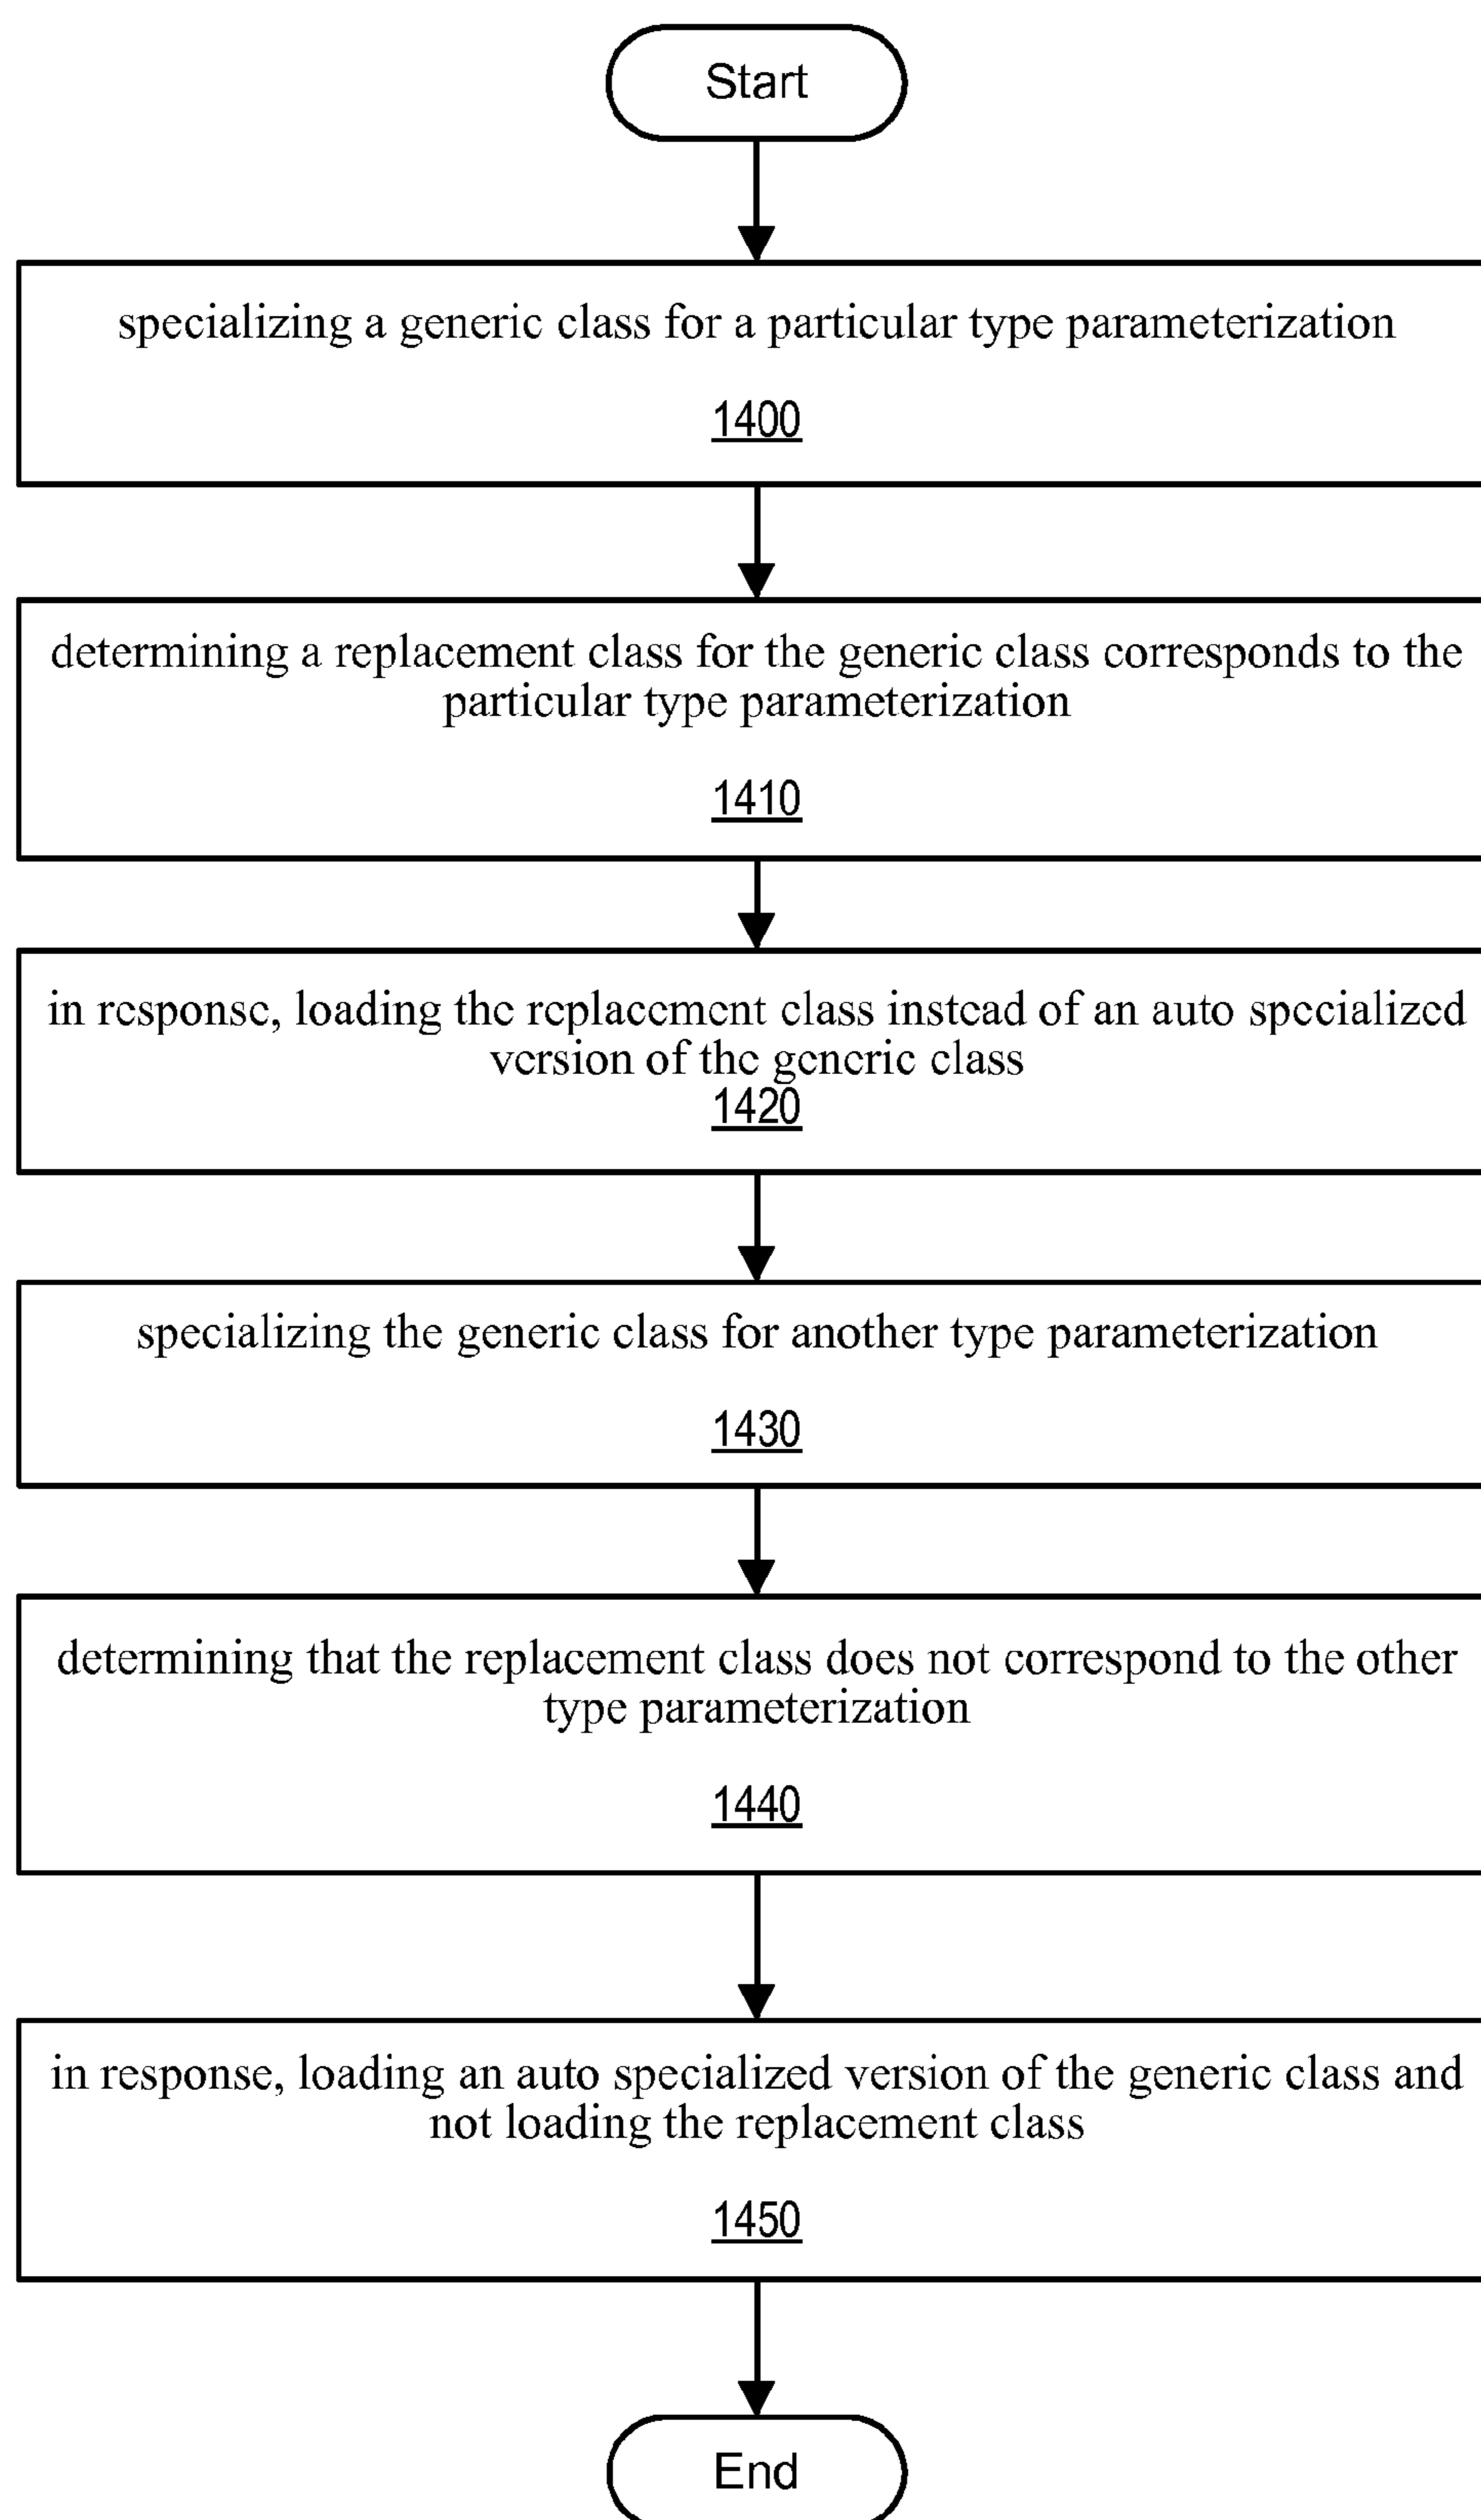 Start
specializing a generic class for a particular type parameterization
1400
determining a replacement class for the generic class corresponds to the
particular type parameterization
1410
in response, loading the replacement class instead of an auto specialized
version of the generic class
1420
specializing the generic class for another type parameterization
1430
determining that the replacement class does not correspond to the other
type parameterization
1440
in response, loading an auto specialized version of the generic class and
not loading the replacement class
1450
End